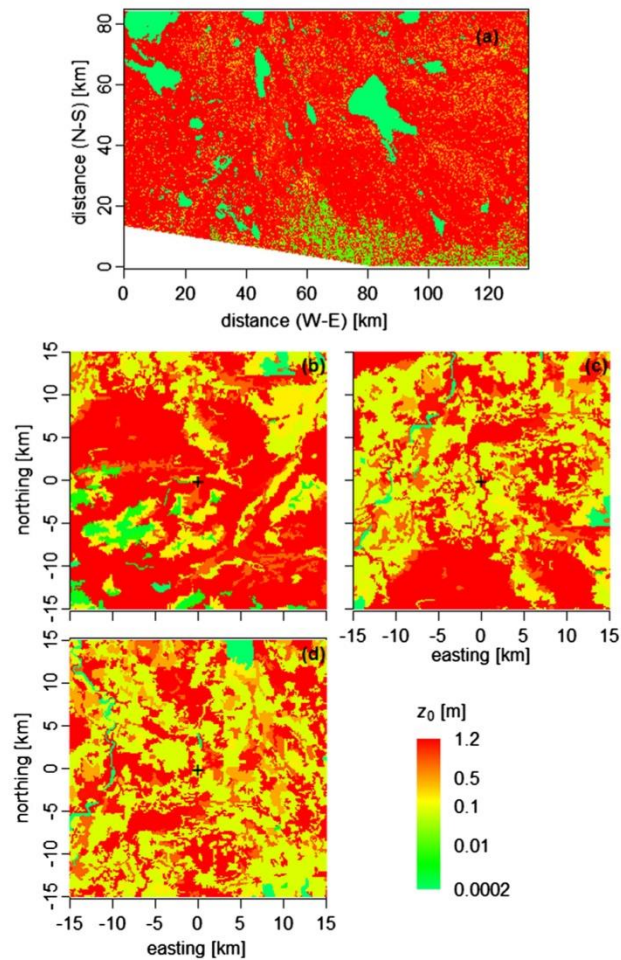 (a)
distance (N-S) [km]
80
60
40
20
0
0 20 40 60 80 100 120
distance (W-E) [km]
(b)
northing [km]
15
10
5
0
-5
-10
-15
(c)
-15 -10 -5 0 5 10 15
easting [km]
(d)
northing [km]
15
10
5
0
-5
-10
-15
-15 -10 -5 0 5 10 15
easting [km]
z₀ [m]
1.2
0.5
0.1
0.01
0.0002